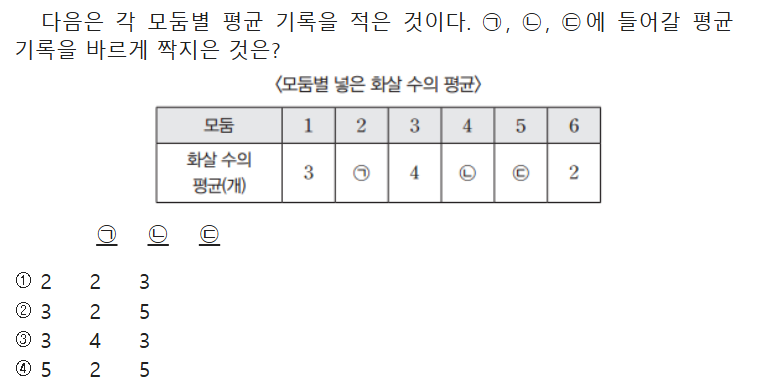 다음은 각 모둠별 평균 기록을 적은 것이다. ㉠, ㉡, ㉢에 들어갈 평균
기록을 바르게 짝지은 것은?
〈모둠별 넣은 화살 수의 평균〉
모둠 1 2 3 4 5 6
화살 수의
평균(개) 3 ㉠ 4 ㉡ ㉢ 2
㉠ ㉡ ㉢
① 2 2 3
② 3 2 5
③ 3 4 3
④ 5 2 5